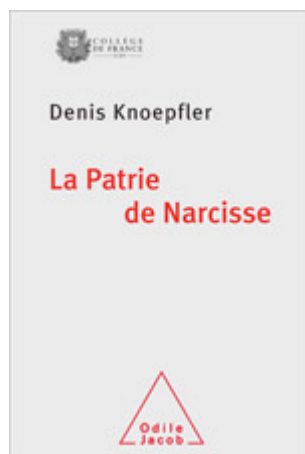 COLLÈGE
DE FRANCE
Denis Knoepfler
La Patrie
de Narcisse
Odile
Jacob